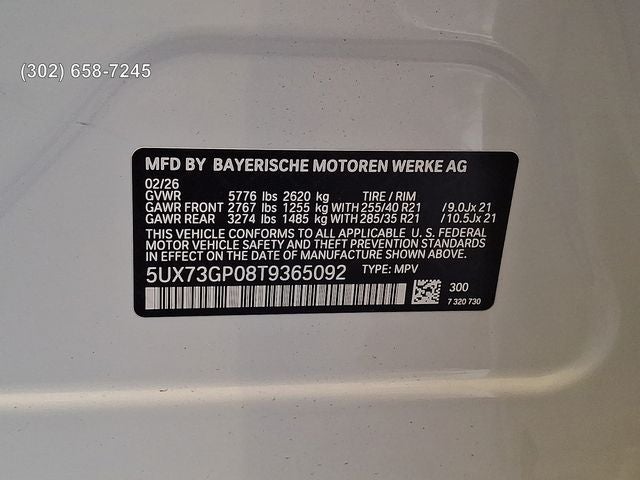 (302) 658-7245
MFD BY BAYERISCHE MOTOREN WERKE AG
02/26
GVWR 5776 lbs 2620 kg TIRE / RIM
GAWR FRONT 2767 lbs 1255 kg WITH 255/40 R21 /9.0Jx 21
GAWR REAR 3274 lbs 1485 kg WITH 285/35 R21 /10.5Jx 21
THIS VEHICLE CONFORMS TO ALL APPLICABLE U. S. FEDERAL
MOTOR VEHICLE SAFETY AND THEFT PREVENTION STANDARDS
IN EFFECT ON THE DATE OF MANUFACTURE SHOWN ABOVE.
5UX73GP08T9365092 TYPE: MPV
300
7 320 730